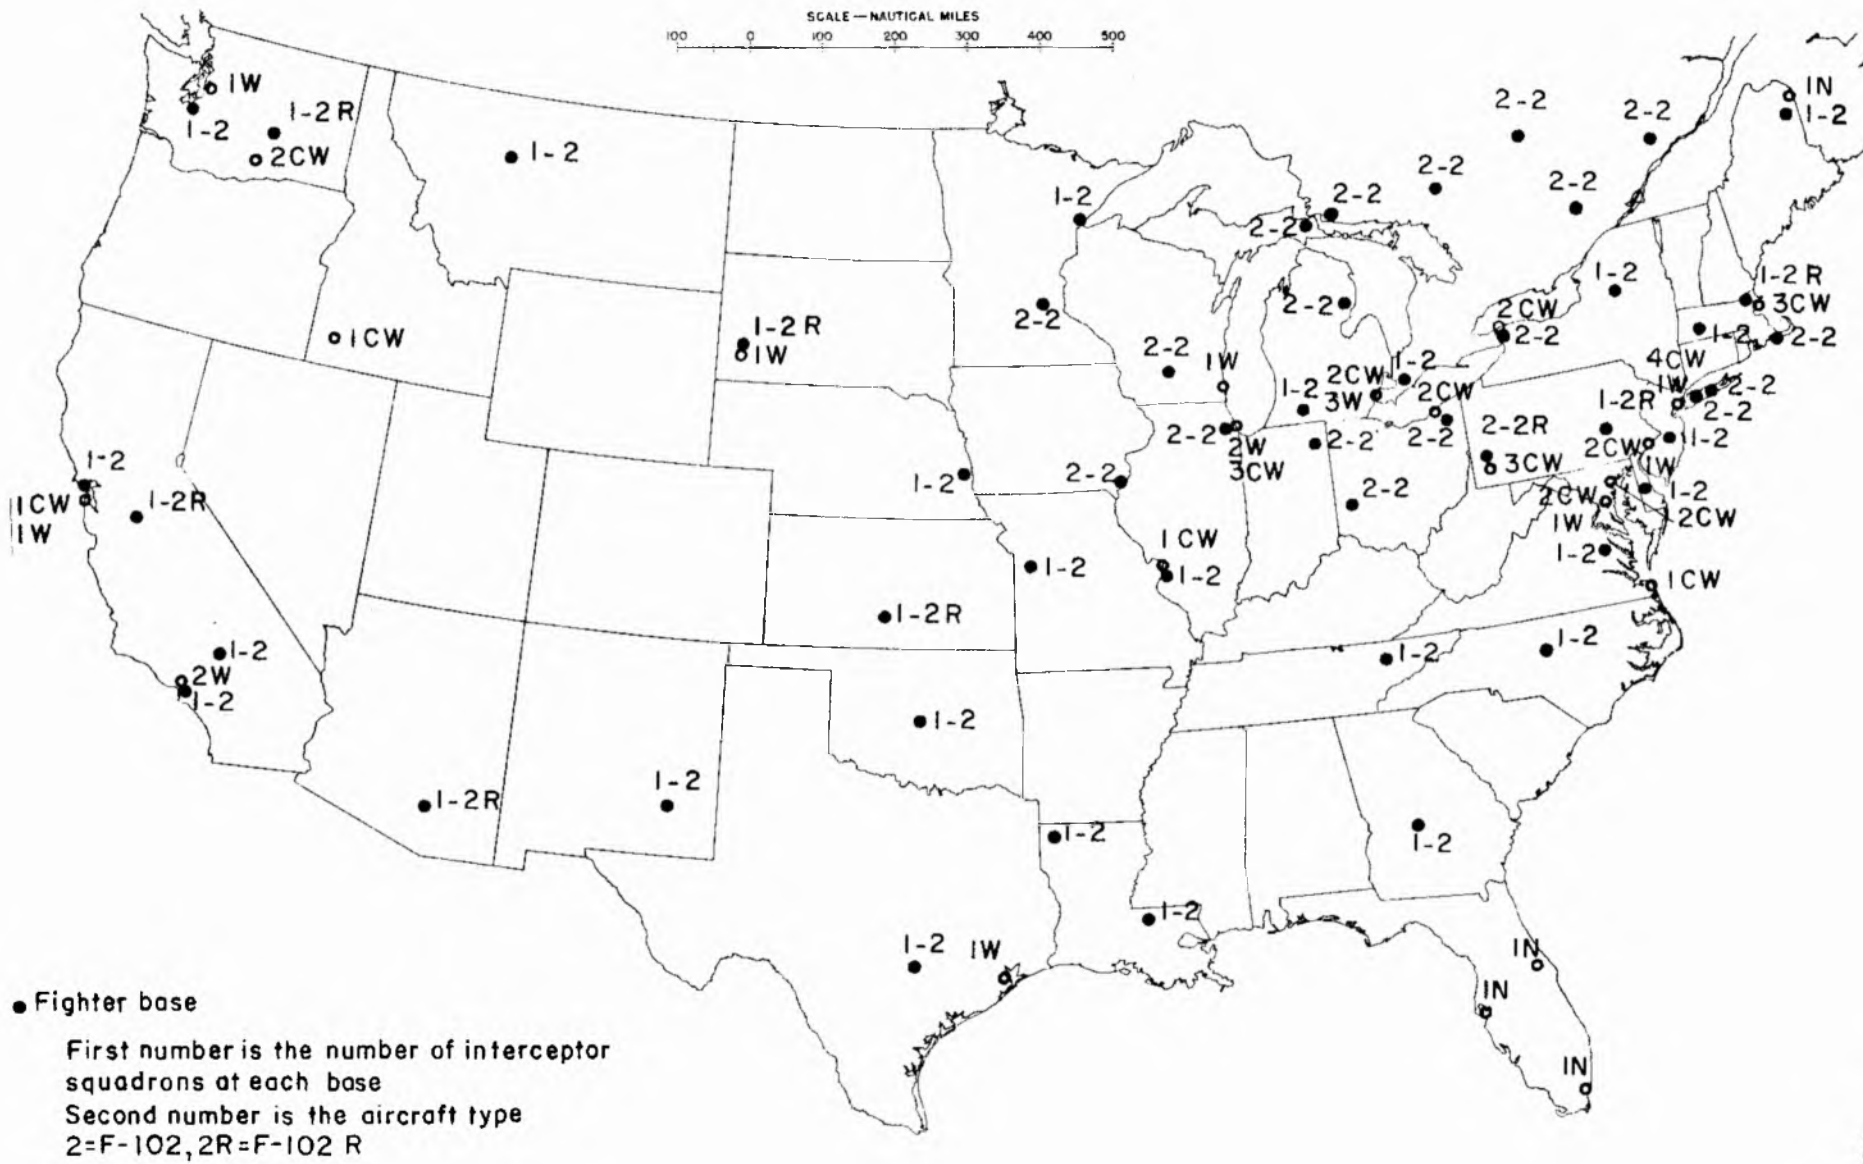 SCALE — NAUTICAL MILES
100 0 100 200 300 400 500
1W
1-2
1-2R
2CW
1-2
1-2
2-2
2-2
2-2
2-2
2-2
2-2
1N
1-2
2-2
1CW
1-2R
1W
2-2
2-2
2-2
1W
1-2
2CW
3W
1-2
2CW
2-2
2CW
2-2
1-2
1-2R
3CW
1-2
2-2
4CW
1W
2-2
2-2
1-2R
1-2
2CW
1W
2-2R
3CW
2-2
2W
3CW
2-2
2-2
2-2
1-2
1-2
1CW
1W
1-2R
2CW
1W
1-2
2CW
1-2
1CW
1-2
1CW
1-2
1-2R
1-2
2W
1-2
1-2
1-2
1-2
1-2R
1-2
1-2
1-2
1-2
1-2
1W
1N
1N
1N
Fighter base
First number is the number of interceptor
squadrons at each base
Second number is the aircraft type
2=F-102, 2R=F-102 R